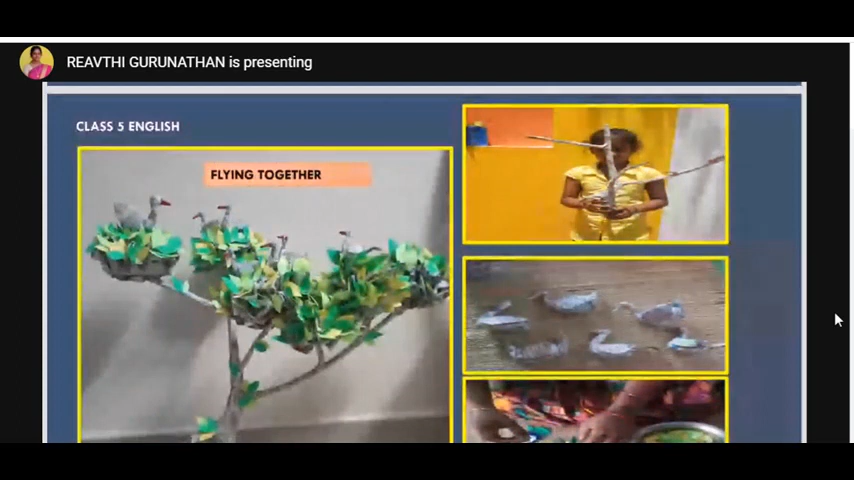 REAVTHI GURUNATHAN is presenting
CLASS 5 ENGLISH
FLYING TOGETHER